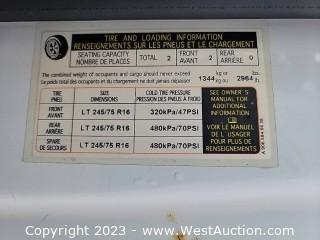 TIRE AND LOADING INFORMATION
RENSEIGNEMENTS SUR LES PNEUS ET LE CHARGEMENT
SEATING CAPACITY TOTAL 2 FRONT 2 REAR 0
NOMBRE DE PLACES AVANT ARRIÈRE
The combined weight of occupants and cargo should never exceed 1344 kg or 2964 lbs.
Le poids total des occupants et du chargement ne doit jamais dépasser kg ou lb.
TIRE SIZE COLD TIRE PRESSURE
PNEU DIMENSIONS PRESSION DES PNEUS À FROID
FRONT LT 245/75 R16 320kPa/47PSI
AVANT
REAR LT 245/75 R16 480kPa/70PSI
ARRIÈRE
SPARE LT 245/75 R16 480kPa/70PSI
DE SECOURS
SEE OWNER'S
MANUAL FOR
ADDITIONAL
INFORMATION
VOIR LE MANUEL
DE L'USAGER
POUR PLUS DE
RENSEIGNEMENTS
Copyright 2023 - WestAuction.com